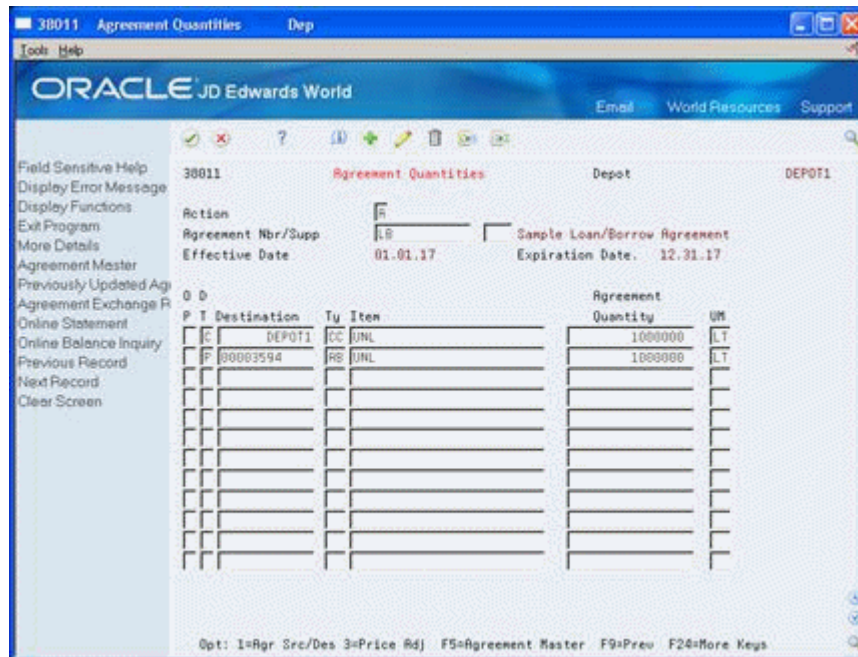 38011 Agreement Quantities Dep
Tools Help
ORACLE JD Edwards World
Email World Resources Support
Field Sensitive Help
Display Error Message
Display Functions
Exit Program
More Details
Agreement Master
Previously Updated Agr
Agreement Exchange R
Online Statement
Online Balance Inquiry
Previous Record
Next Record
Clear Screen
38011 Agreement Quantities Depot DEPOT1
Action A
Agreement Nbr/Supp LB Sample Loan/Borrow Agreement
Effective Date 01.01.17 Expiration Date. 12.31.17
O D Agreement
P T Destination Ty Item Quantity UM
C DEPOT1 CC UNL 1000000 LT
P 00003594 RB UNL 1000000 LT
Opt: 1=Agr Src/Des 3=Price Adj F5=Agreement Master F9=Prev F24=More Keys